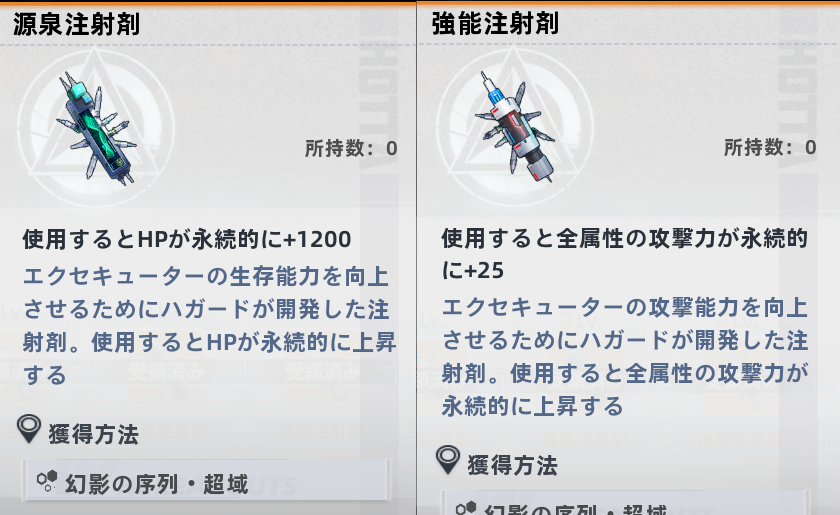 源泉注射剤
所持数：0
使用するとHPが永続的に+1200
エクセキューターの生存能力を向上
させるためにハガードが開発した注
射剤。使用するとHPが永続的に上昇
する
獲得方法
幻影の序列・超域
強能注射剤
所持数：0
使用すると全属性の攻撃力が永続的
に+25
エクセキューターの攻撃能力を向上
させるためにハガードが開発した注
射剤。使用すると全属性の攻撃力が
永続的に上昇する
獲得方法
幻影の序列・超域